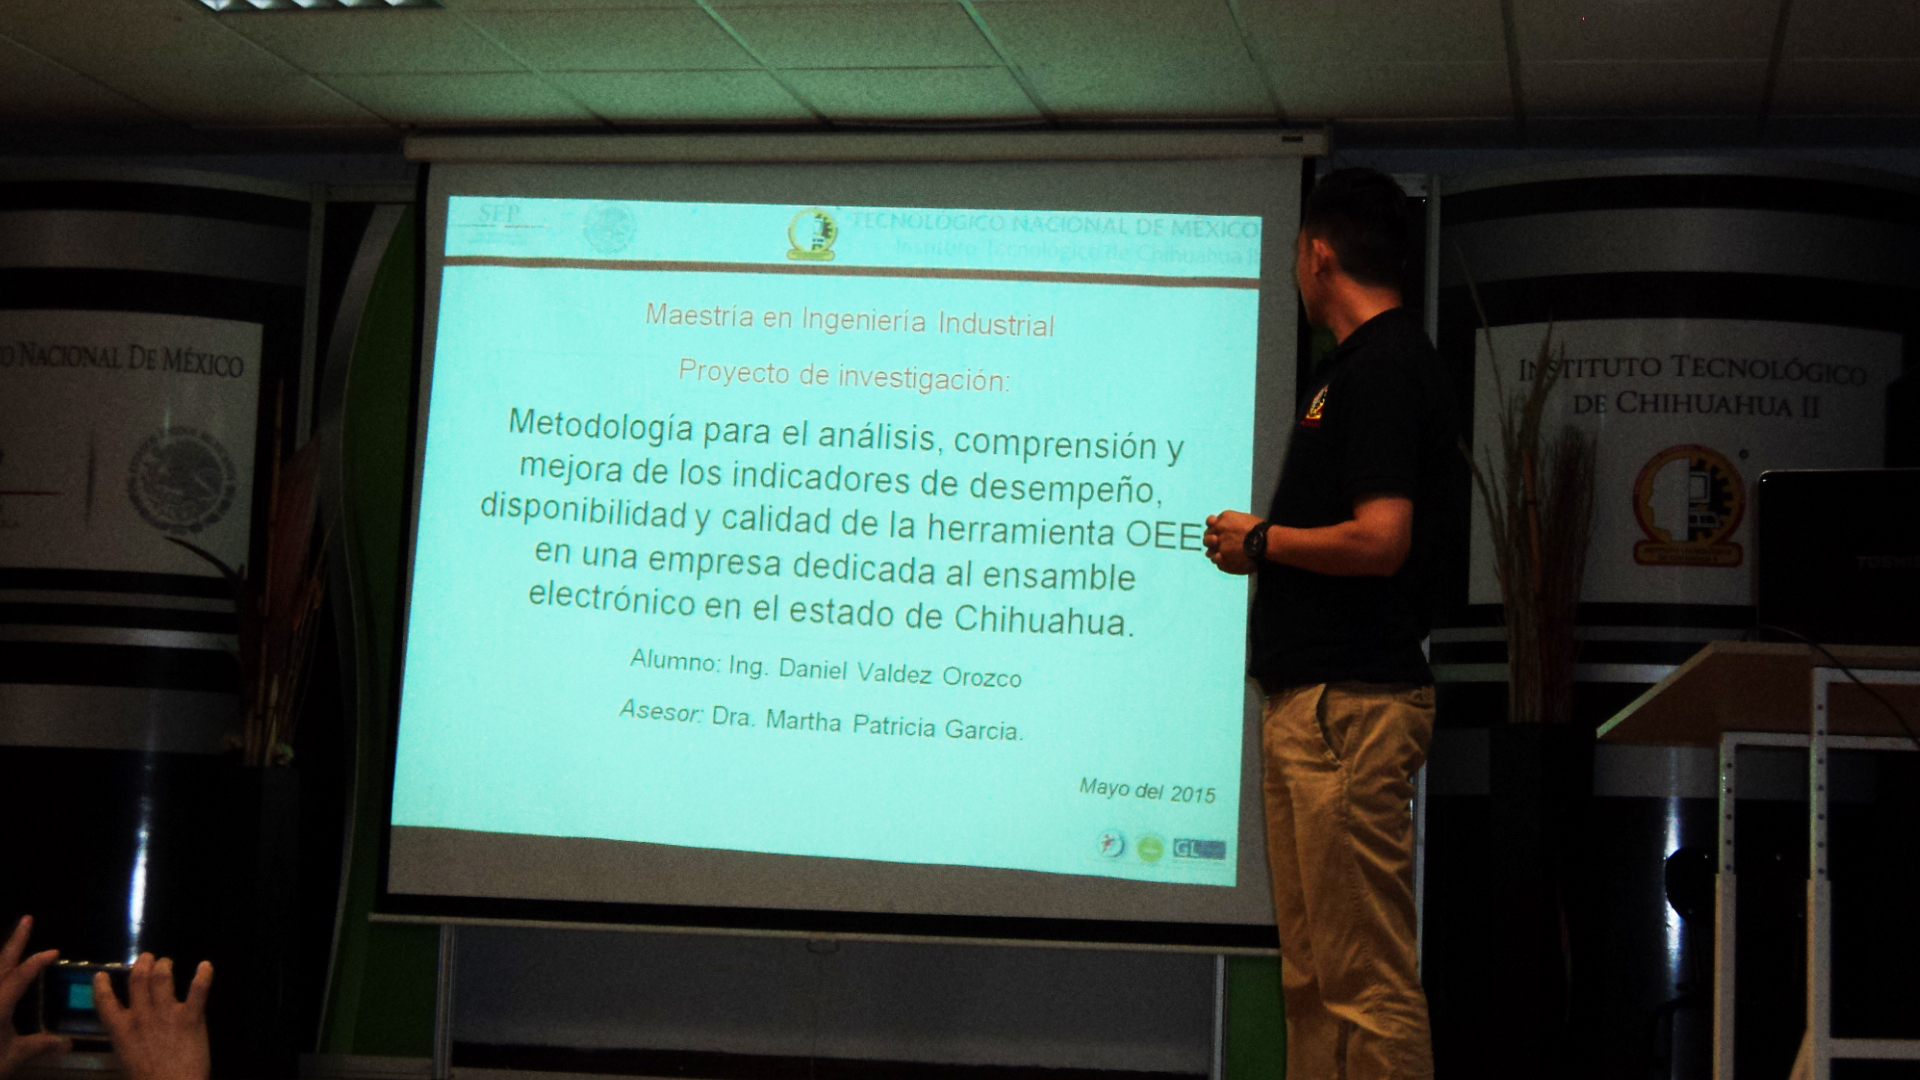 SEP
TECNOLÓGICO NACIONAL DE MÉXICO
Instituto Tecnológico de Chihuahua II
Maestría en Ingeniería Industrial
Proyecto de investigación:
Metodología para el análisis, comprensión y
mejora de los indicadores de desempeño,
disponibilidad y calidad de la herramienta OEE
en una empresa dedicada al ensamble
electrónico en el estado de Chihuahua.
Alumno: Ing. Daniel Valdez Orozco
Asesor: Dra. Martha Patricia Garcia.
Mayo del 2015
GL
O NACIONAL DE MÉXICO
INSTITUTO TECNOLÓGICO
DE CHIHUAHUA II